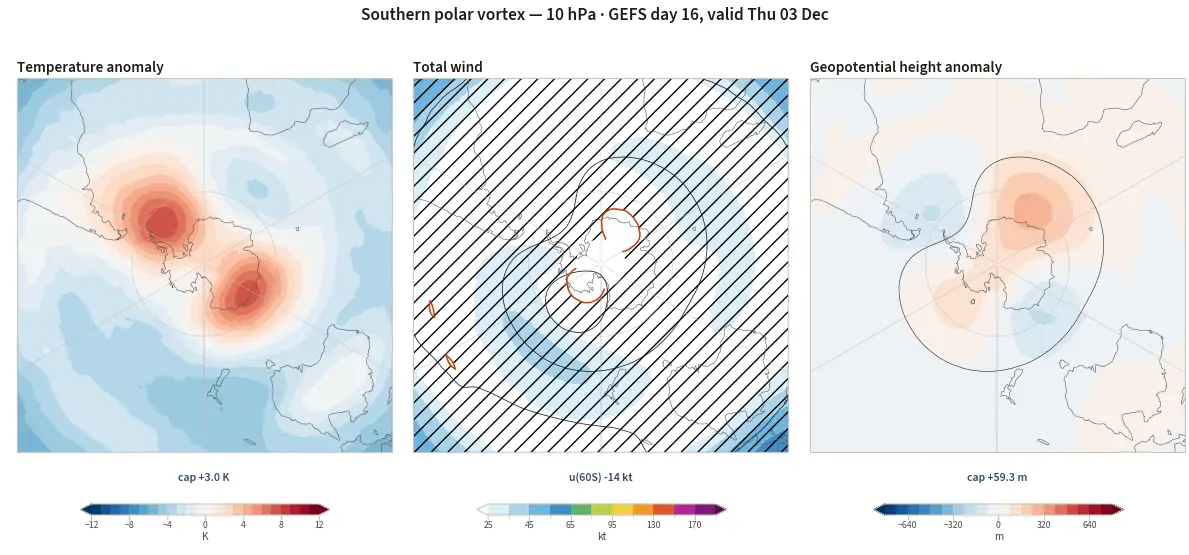 Southern polar vortex — 10 hPa · GEFS day 16, valid Thu 03 Dec
Temperature anomaly
Total wind
Geopotential height anomaly
cap +3.0 K
u(60S) -14 kt
cap +59.3 m
−12 −8 −4 0 4 8 12
K
25 45 65 95 130 170
kt
−640 −320 0 320 640
m